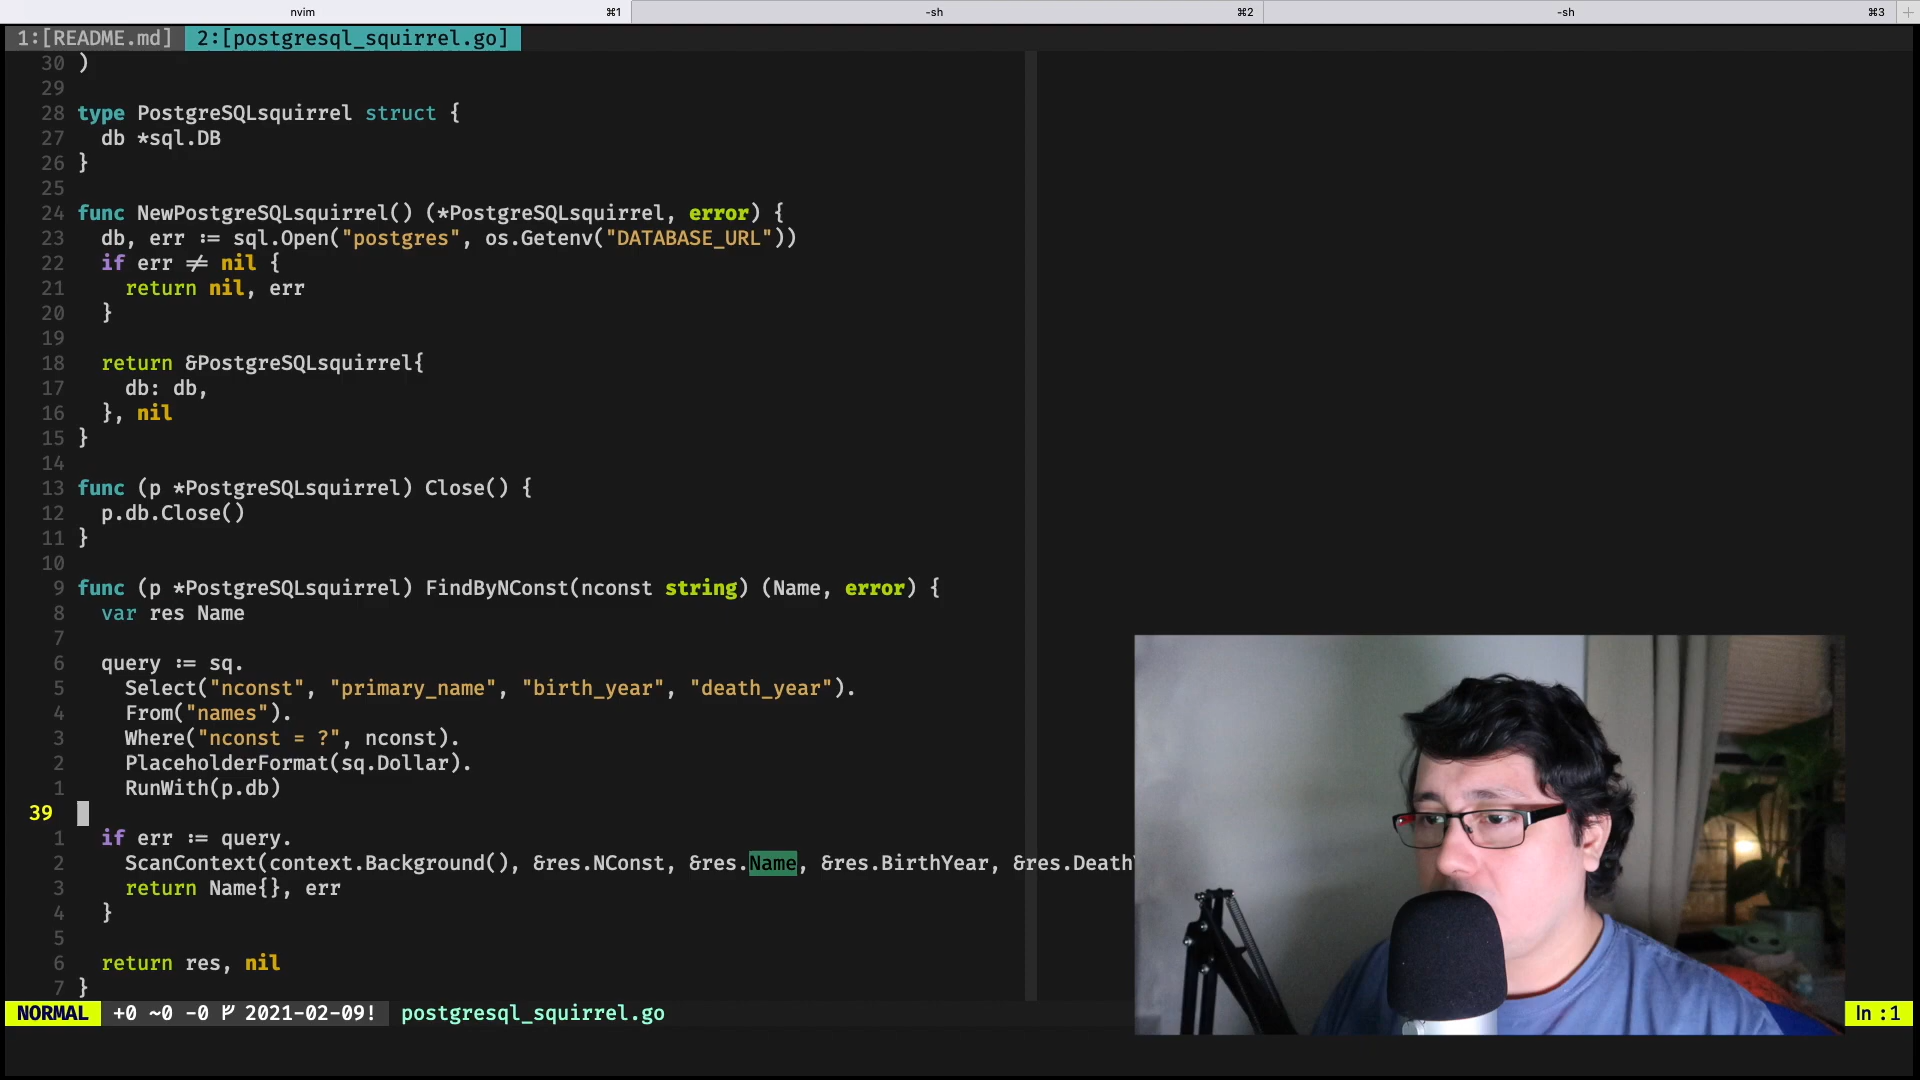 nvim ⌘1 -sh ⌘2 -sh ⌘3 +
1:[README.md] 2:[postgresql_squirrel.go]
30 )
29
28 type PostgreSQLsquirrel struct {
27 db *sql.DB
26 }
25
24 func NewPostgreSQLsquirrel() (*PostgreSQLsquirrel, error) {
23 db, err := sql.Open("postgres", os.Getenv("DATABASE_URL"))
22 if err ≠ nil {
21 return nil, err
20 }
19
18 return &PostgreSQLsquirrel{
17 db: db,
16 }, nil
15 }
14
13 func (p *PostgreSQLsquirrel) Close() {
12 p.db.Close()
11 }
10
9 func (p *PostgreSQLsquirrel) FindByNConst(nconst string) (Name, error) {
8 var res Name
7
6 query := sq.
5 Select("nconst", "primary_name", "birth_year", "death_year").
4 From("names").
3 Where("nconst = ?", nconst).
2 PlaceholderFormat(sq.Dollar).
1 RunWith(p.db)
39
1 if err := query.
2 ScanContext(context.Background(), &res.NConst, &res.Name, &res.BirthYear, &res.Death
3 return Name{}, err
4 }
5
6 return res, nil
7 }
NORMAL +0 ~0 -0 2021-02-09! postgresql_squirrel.go ln :1